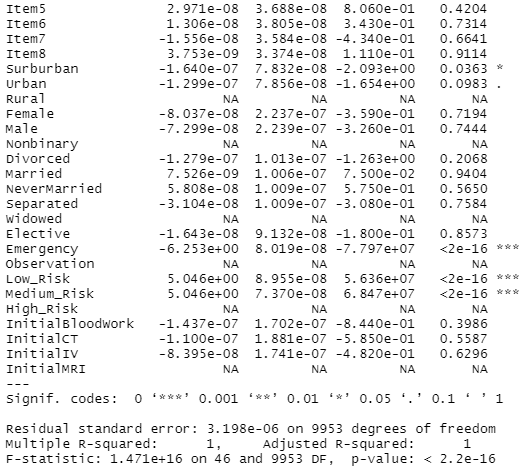 Item5 2.971e-08 3.688e-08 8.060e-01 0.4204
Item6 1.306e-08 3.805e-08 3.430e-01 0.7314
Item7 -1.556e-08 3.584e-08 -4.340e-01 0.6641
Item8 3.753e-09 3.374e-08 1.110e-01 0.9114
Surburban -1.640e-07 7.832e-08 -2.093e+00 0.0363 *
Urban -1.299e-07 7.856e-08 -1.654e+00 0.0983 .
Rural NA NA NA NA
Female -8.037e-08 2.237e-07 -3.590e-01 0.7194
Male -7.299e-08 2.239e-07 -3.260e-01 0.7444
Nonbinary NA NA NA NA
Divorced -1.279e-07 1.013e-07 -1.263e+00 0.2068
Married 7.526e-09 1.006e-07 7.500e-02 0.9404
NeverMarried 5.808e-08 1.009e-07 5.750e-01 0.5650
Separated -3.104e-08 1.009e-07 -3.080e-01 0.7584
Widowed NA NA NA NA
Elective -1.643e-08 9.132e-08 -1.800e-01 0.8573
Emergency -6.253e+00 8.019e-08 -7.797e+07 <2e-16 ***
Observation NA NA NA NA
Low_Risk 5.046e+00 8.955e-08 5.636e+07 <2e-16 ***
Medium_Risk 5.046e+00 7.370e-08 6.847e+07 <2e-16 ***
High_Risk NA NA NA NA
InitialBloodWork -1.437e-07 1.702e-07 -8.440e-01 0.3986
InitialCT -1.100e-07 1.881e-07 -5.850e-01 0.5587
InitialIV -8.395e-08 1.741e-07 -4.820e-01 0.6296
InitialMRI NA NA NA NA
---
Signif. codes: 0 ‘***’ 0.001 ‘**’ 0.01 ‘*’ 0.05 ‘.’ 0.1 ‘ ’ 1
Residual standard error: 3.198e-06 on 9953 degrees of freedom
Multiple R-squared: 1, Adjusted R-squared: 1
F-statistic: 1.471e+16 on 46 and 9953 DF, p-value: < 2.2e-16